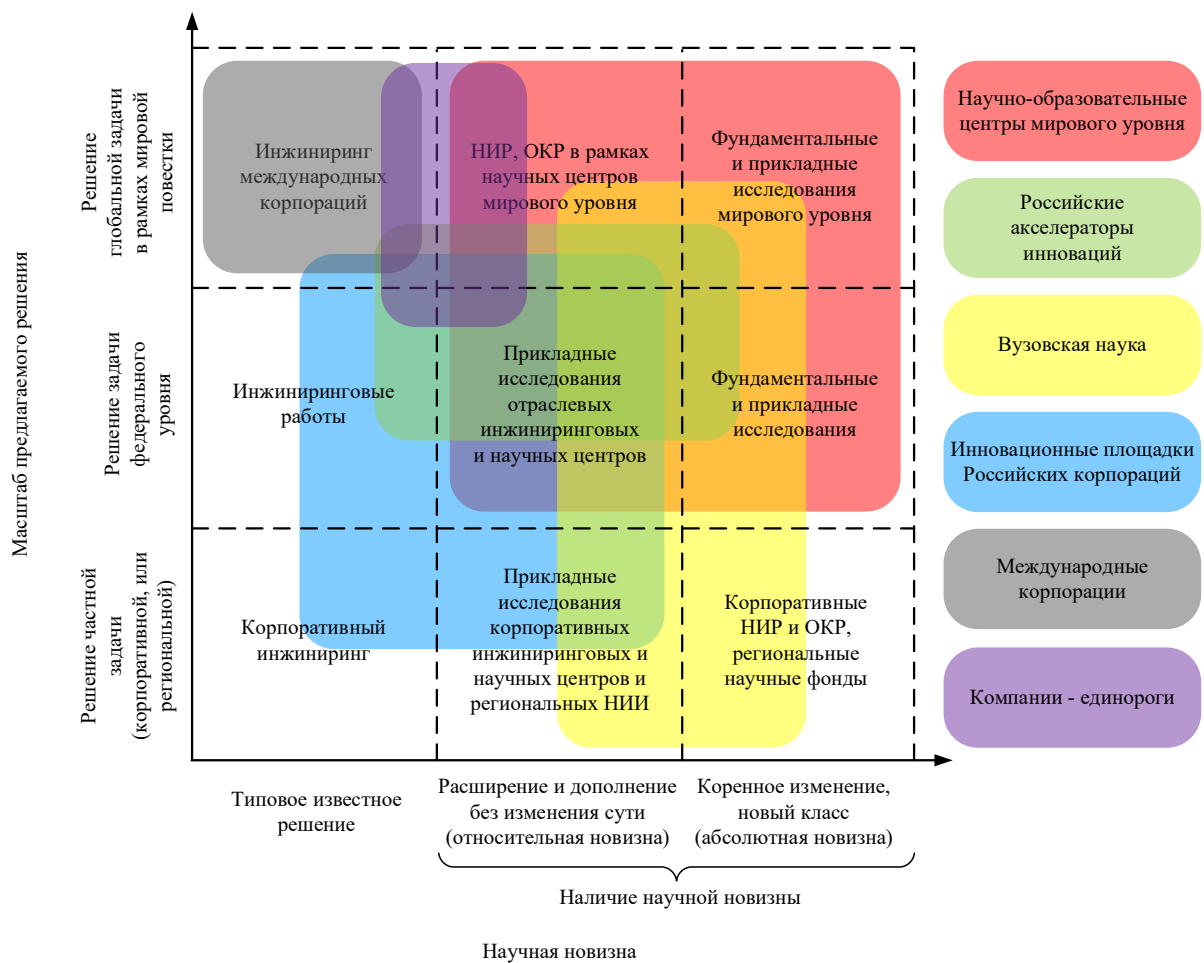 Масштаб предлагаемого решения
Решение
глобальной задачи
в рамках мировой
повестки
Решение задачи
федерального
уровня
Решение частной
задачи
(корпоративной, или
региональной)
Инжиниринг
международных
корпораций
НИР, ОКР в рамках
научных центров
мирового уровня
Фундаментальные
и прикладные
исследования
мирового уровня
Инжиниринговые
работы
Прикладные
исследования
отраслевых
инжиниринговых
и научных центров
Фундаментальные
и прикладные
исследования
Корпоративный
инжиниринг
Прикладные
исследования
корпоративных
инжиниринговых и
научных центров и
региональных НИИ
Корпоративные
НИР и ОКР,
региональные
научные фонды
Типовое известное
решение
Расширение и дополнение
без изменения сути
(относительная новизна)
Коренное изменение,
новый класс
(абсолютная новизна)
Наличие научной новизны
Научная новизна
Научно-образовательные
центры мирового уровня
Российские
акселераторы
инноваций
Вузовская наука
Инновационные площадки
Российских корпораций
Международные
корпорации
Компании - единороги